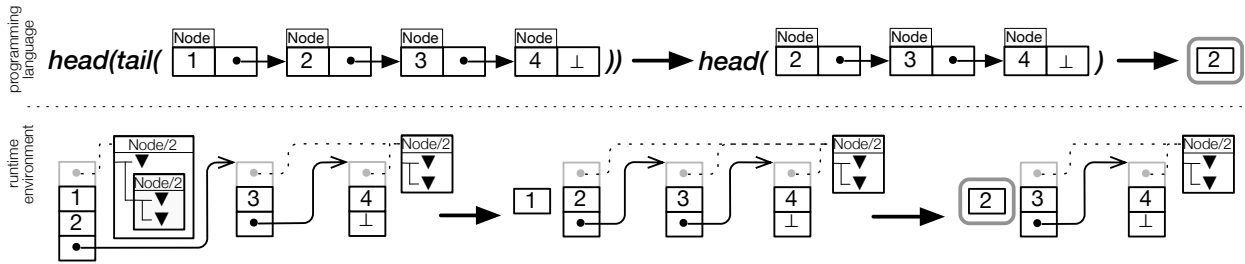 programming language
Node Node Node Node Node Node Node
head(tail( 1 2 3 4 ⊥ )) head( 2 3 4 ⊥ ) 2
runtime environment
Node/2 Node/2 Node/2 Node/2
Node/2
1 3 4 1 2 3 4 2 3 4
2 ⊥ ⊥ ⊥